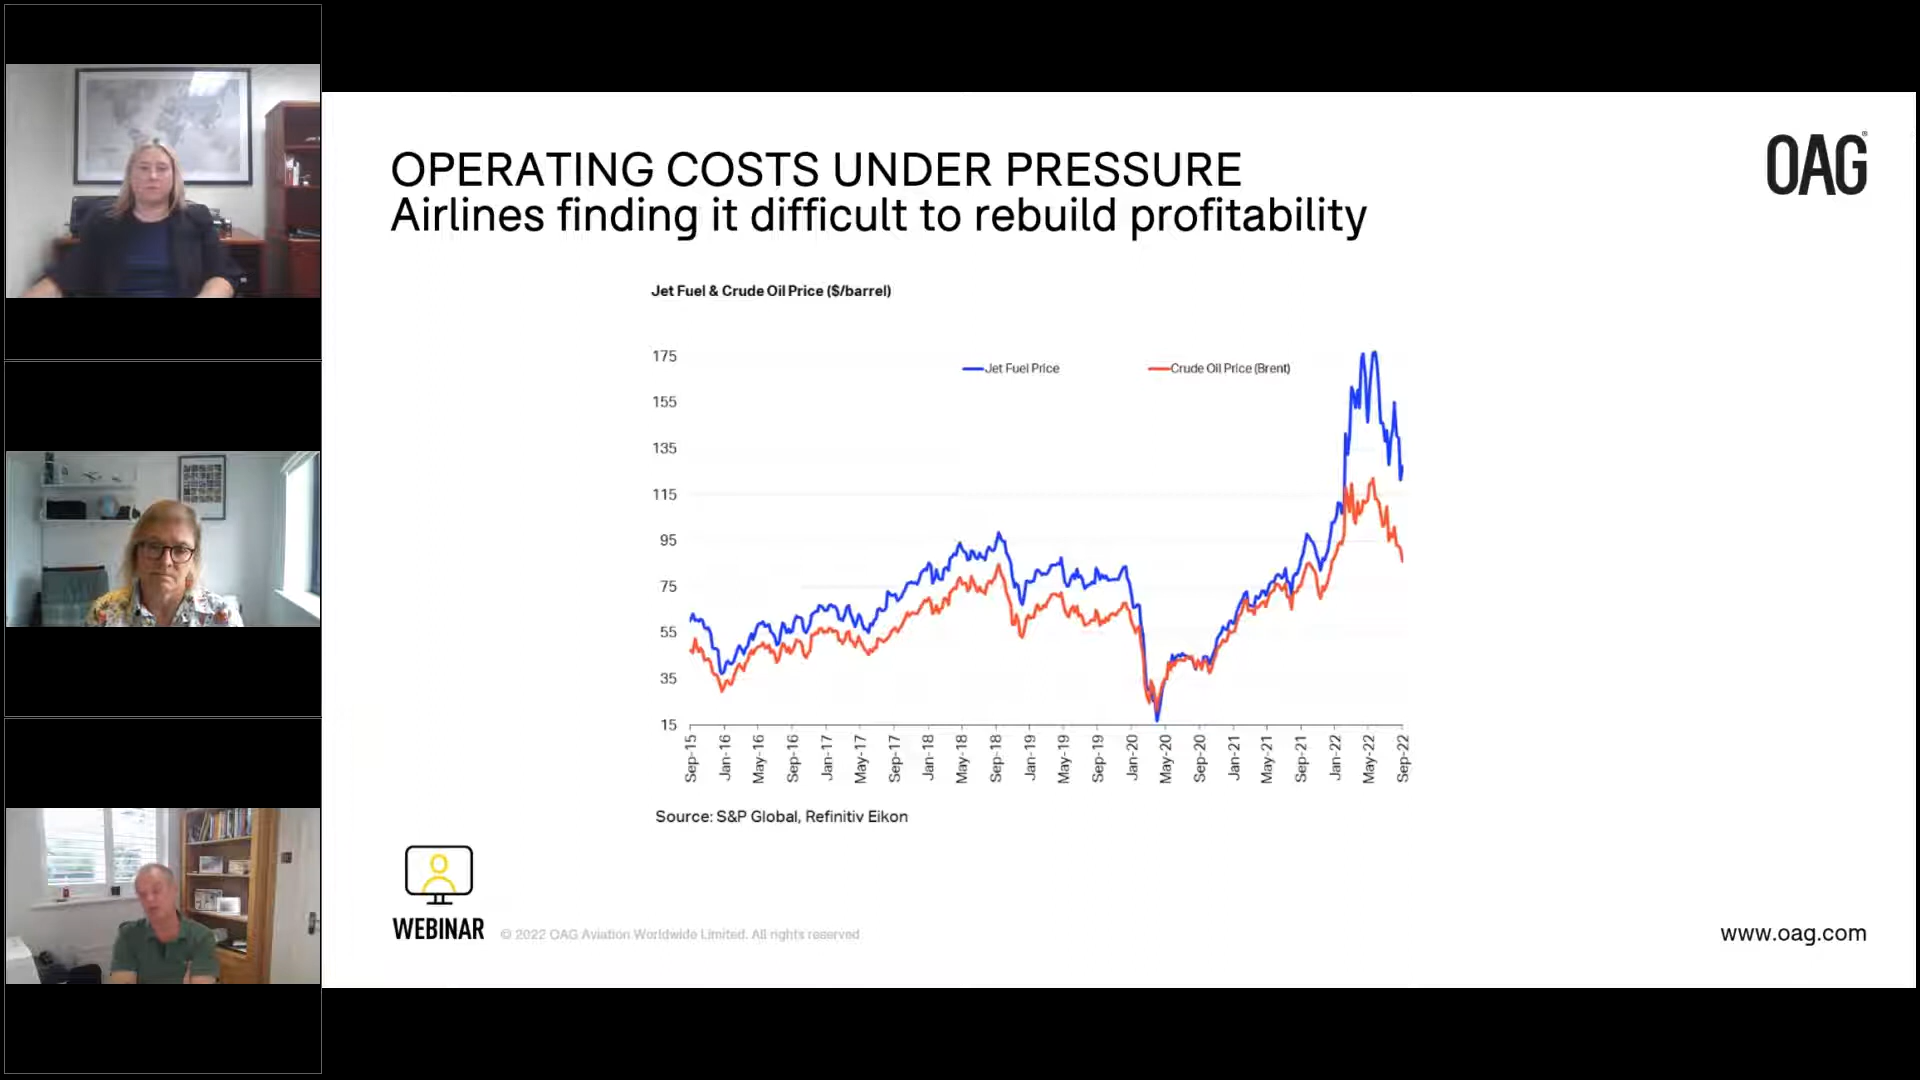 OPERATING COSTS UNDER PRESSURE
Airlines finding it difficult to rebuild profitability
OAG®
Jet Fuel & Crude Oil Price ($/barrel)
Jet Fuel Price
Crude Oil Price (Brent)
175
155
135
115
95
75
55
35
15
Sep-15
Jan-16
May-16
Sep-16
Jan-17
May-17
Sep-17
Jan-18
May-18
Sep-18
Jan-19
May-19
Sep-19
Jan-20
May-20
Sep-20
Jan-21
May-21
Sep-21
Jan-22
May-22
Sep-22
Source: S&P Global, Refinitiv Eikon
WEBINAR
© 2022 OAG Aviation Worldwide Limited. All rights reserved
www.oag.com